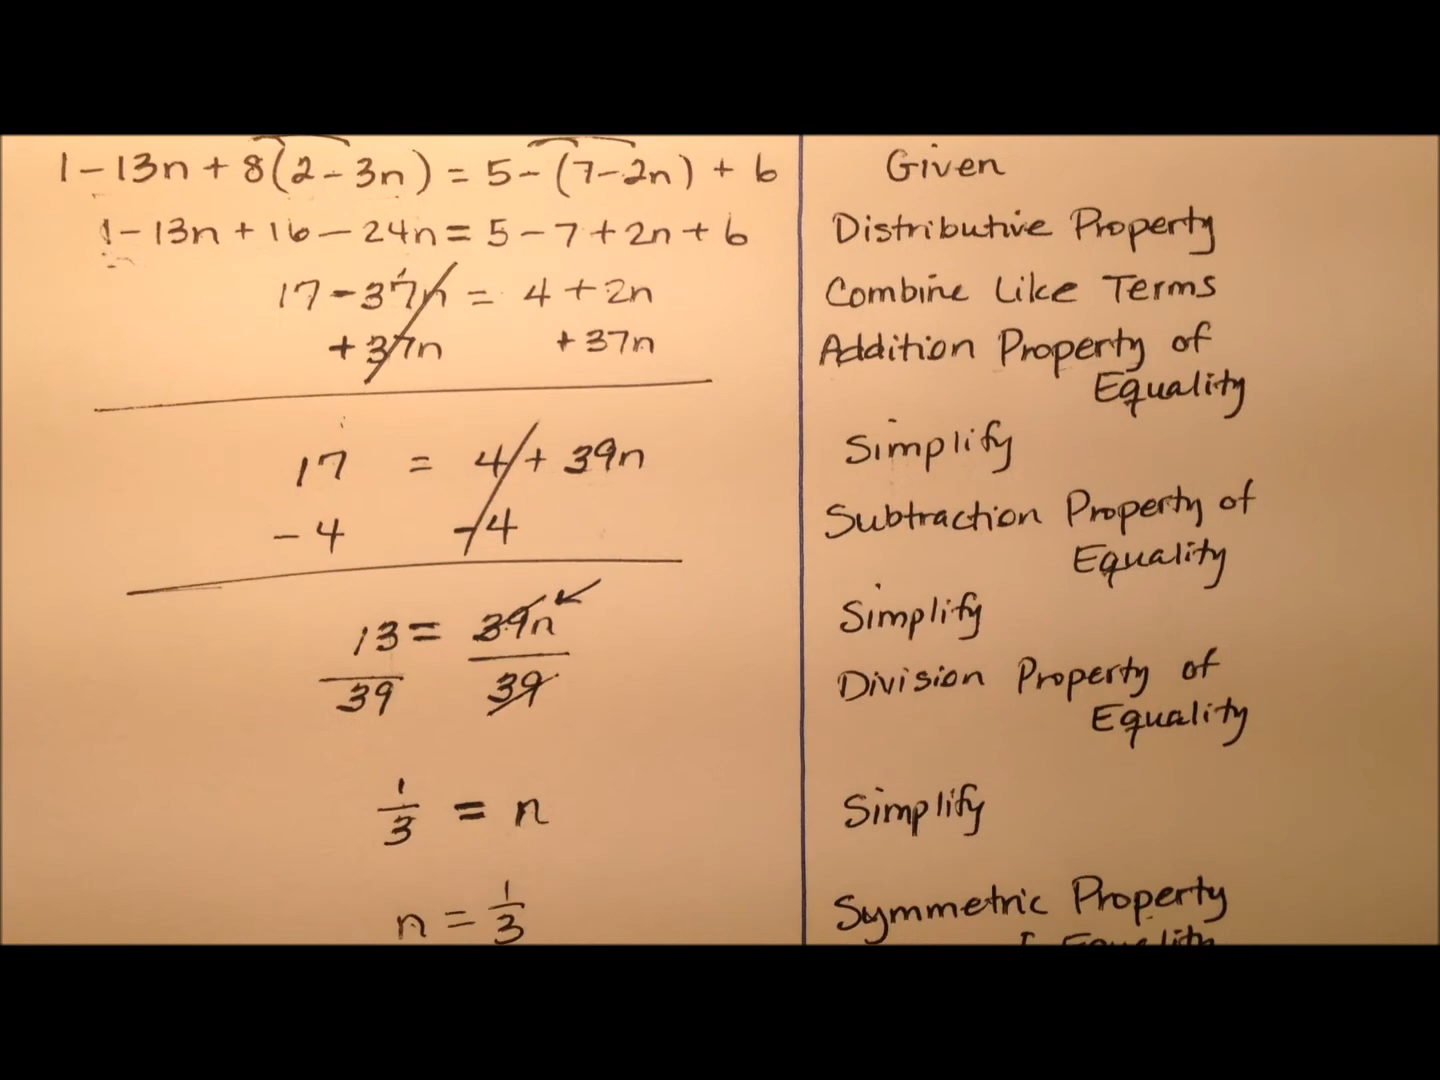 1 - 13n + 8(2 - 3n) = 5 - (7 - 2n) + 6 Given
1 - 13n + 16 - 24n = 5 - 7 + 2n + 6 Distributive Property
17 - 37n = 4 + 2n Combine Like Terms
+37n +37n Addition Property of
Equality
17 = 4 + 39n Simplify
-4 -4 Subtraction Property of
Equality
13 = 39n Simplify
39 39 Division Property of
Equality
1/3 = n Simplify
n = 1/3 Symmetric Property
Equality